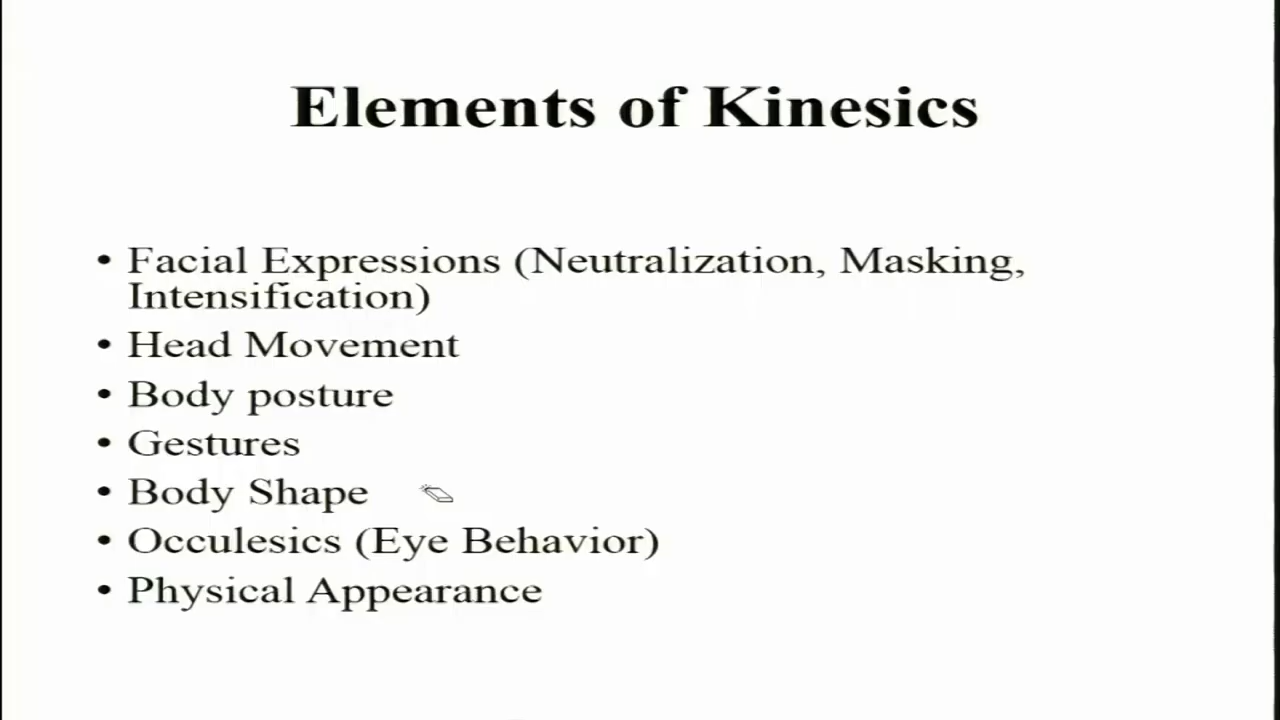 Elements of Kinesics
• Facial Expressions (Neutralization, Masking,
Intensification)
• Head Movement
• Body posture
• Gestures
• Body Shape
• Occulesics (Eye Behavior)
• Physical Appearance